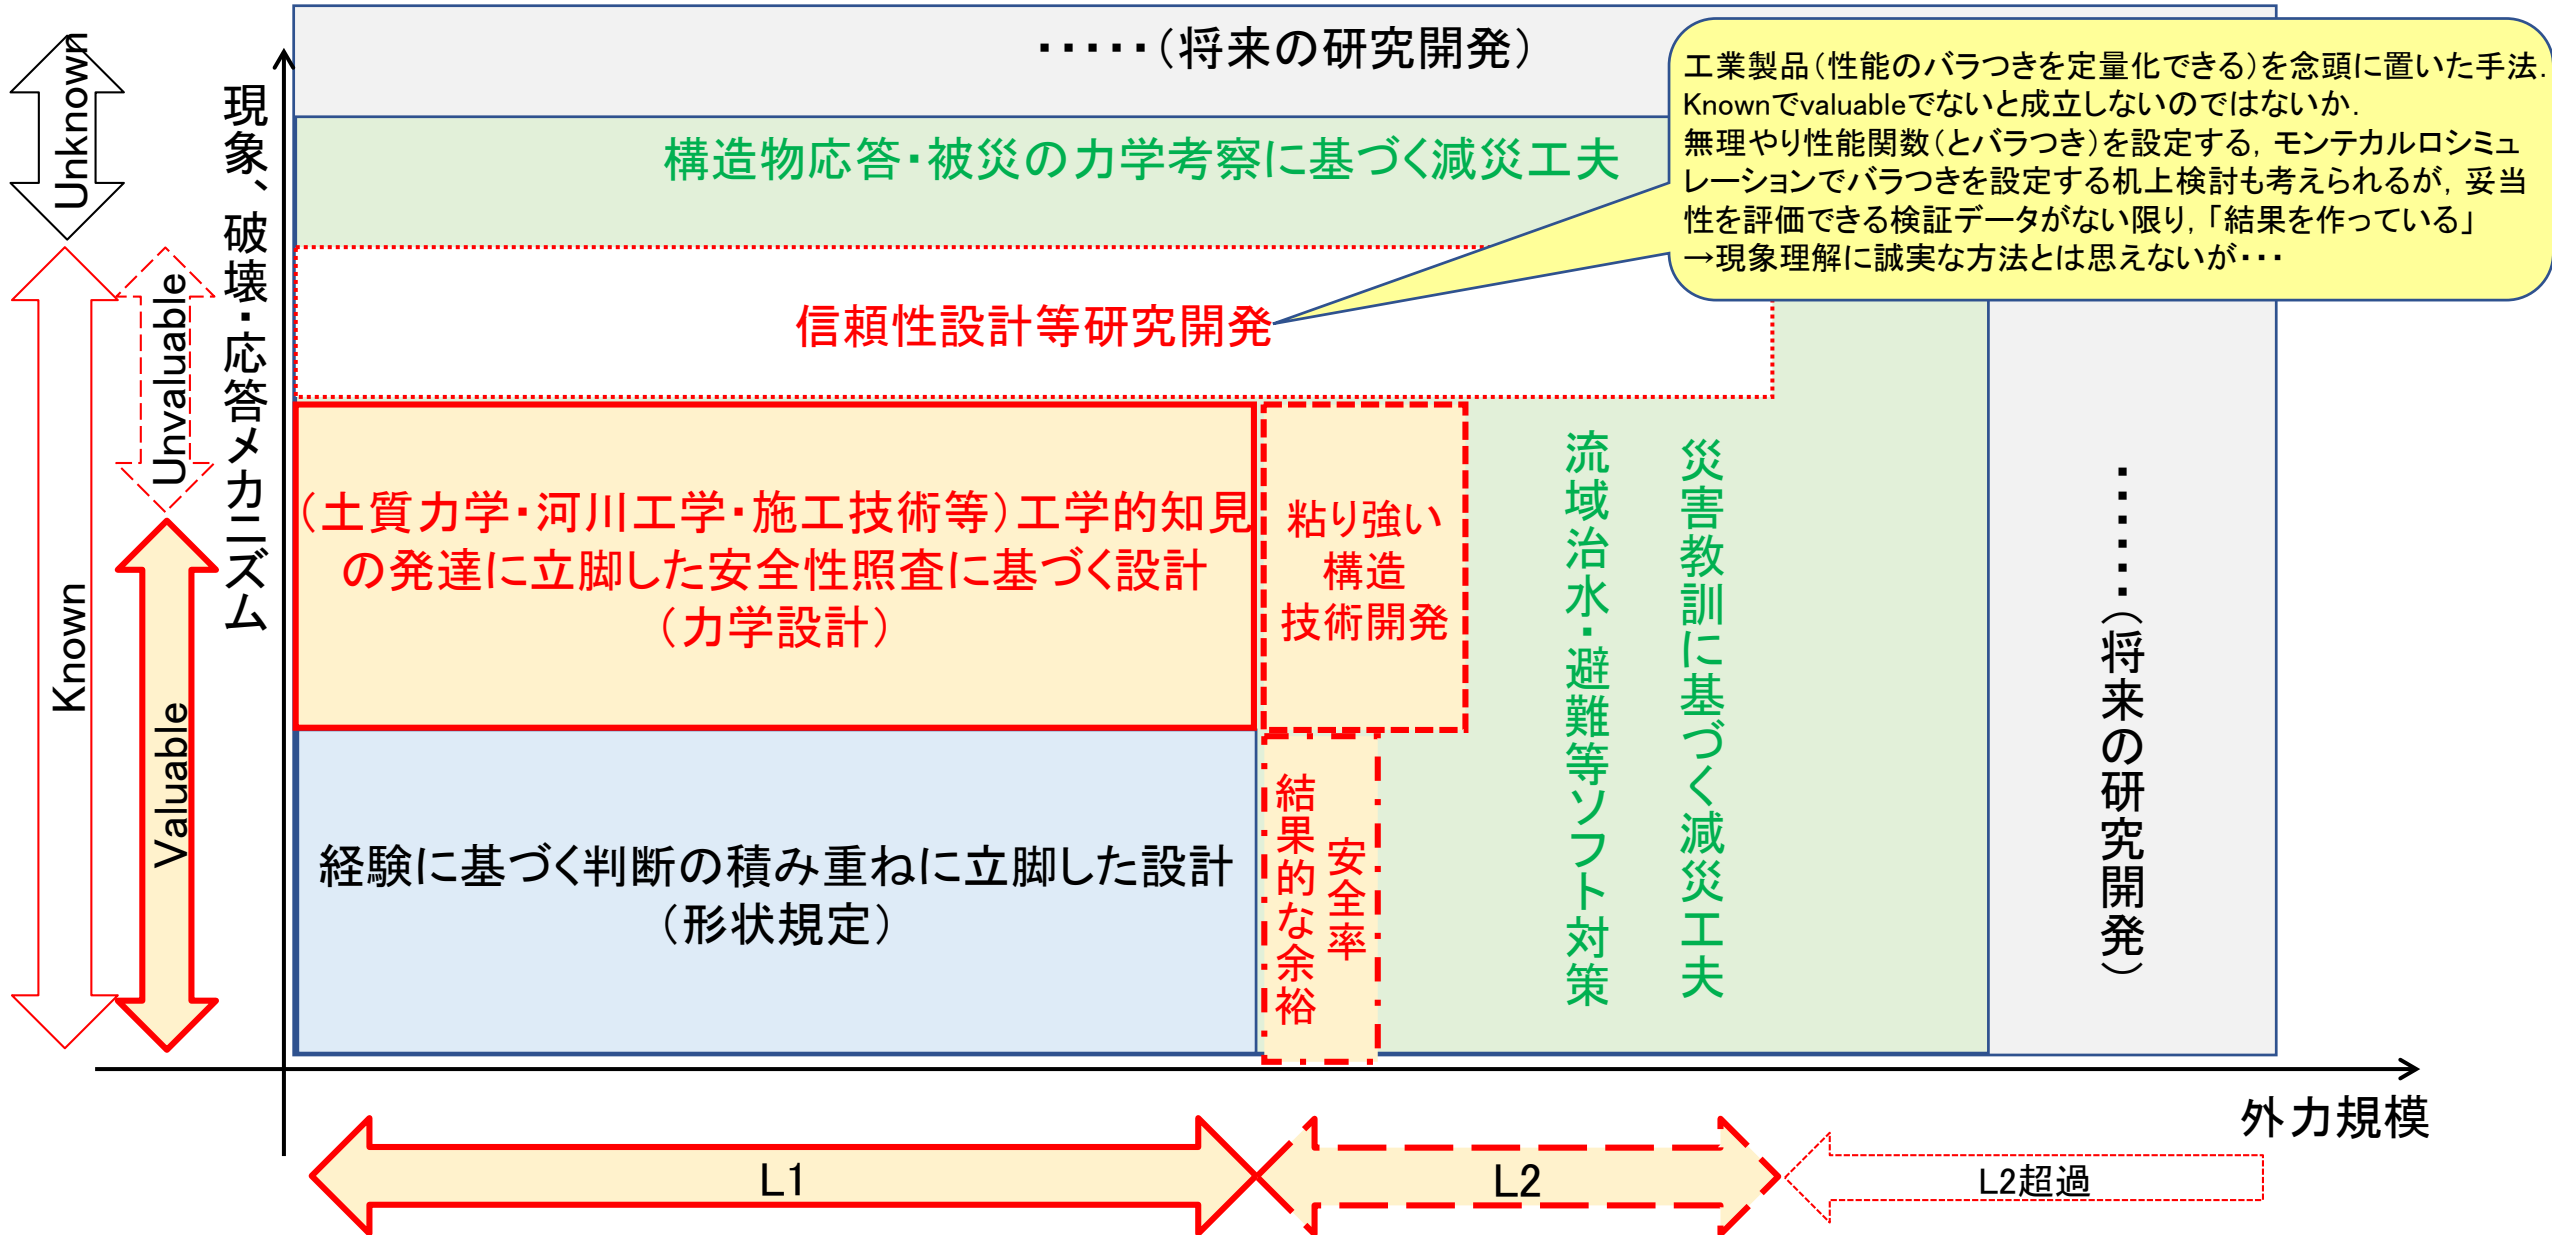 ・・・・・（将来の研究開発）
工業製品（性能のバラつきを定量化できる）を念頭に置いた手法．
Knownでvaluableでないと成立しないのではないか．
無理やり性能関数（とバラつき）を設定する，モンテカルロシミュ
レーションでバラつきを設定する机上検討も考えられるが，妥当
性を評価できる検証データがない限り，「結果を作っている」
→現象理解に誠実な方法とは思えないが・・・
Unknown
Known
Unvaluable
Valuable
現象、破壊・応答メカニズム
構造物応答・被災の力学考察に基づく減災工夫
信頼性設計等研究開発
（土質力学・河川工学・施工技術等）工学的知見
の発達に立脚した安全性照査に基づく設計
（力学設計）
粘り強い
構造
技術開発
経験に基づく判断の積み重ねに立脚した設計
（形状規定）
安全率
結果的な余裕
災害教訓に基づく減災工夫
流域治水・避難等ソフト対策
・・・・・・（将来の研究開発）
外力規模
L1
L2
L2超過